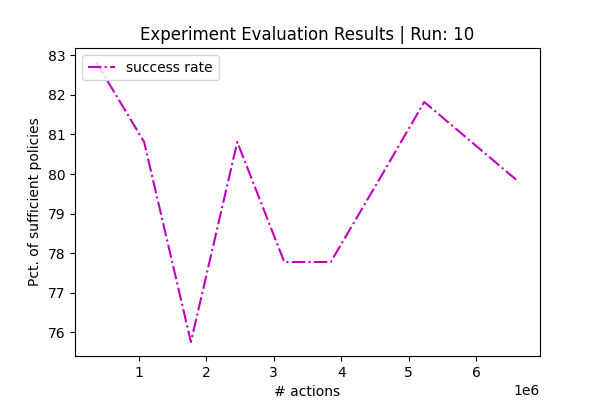 Experiment Evaluation Results | Run: 10
success rate
Pct. of sufficient policies
83
82
81
80
79
78
77
76
1 2 3 4 5 6
1e6
# actions